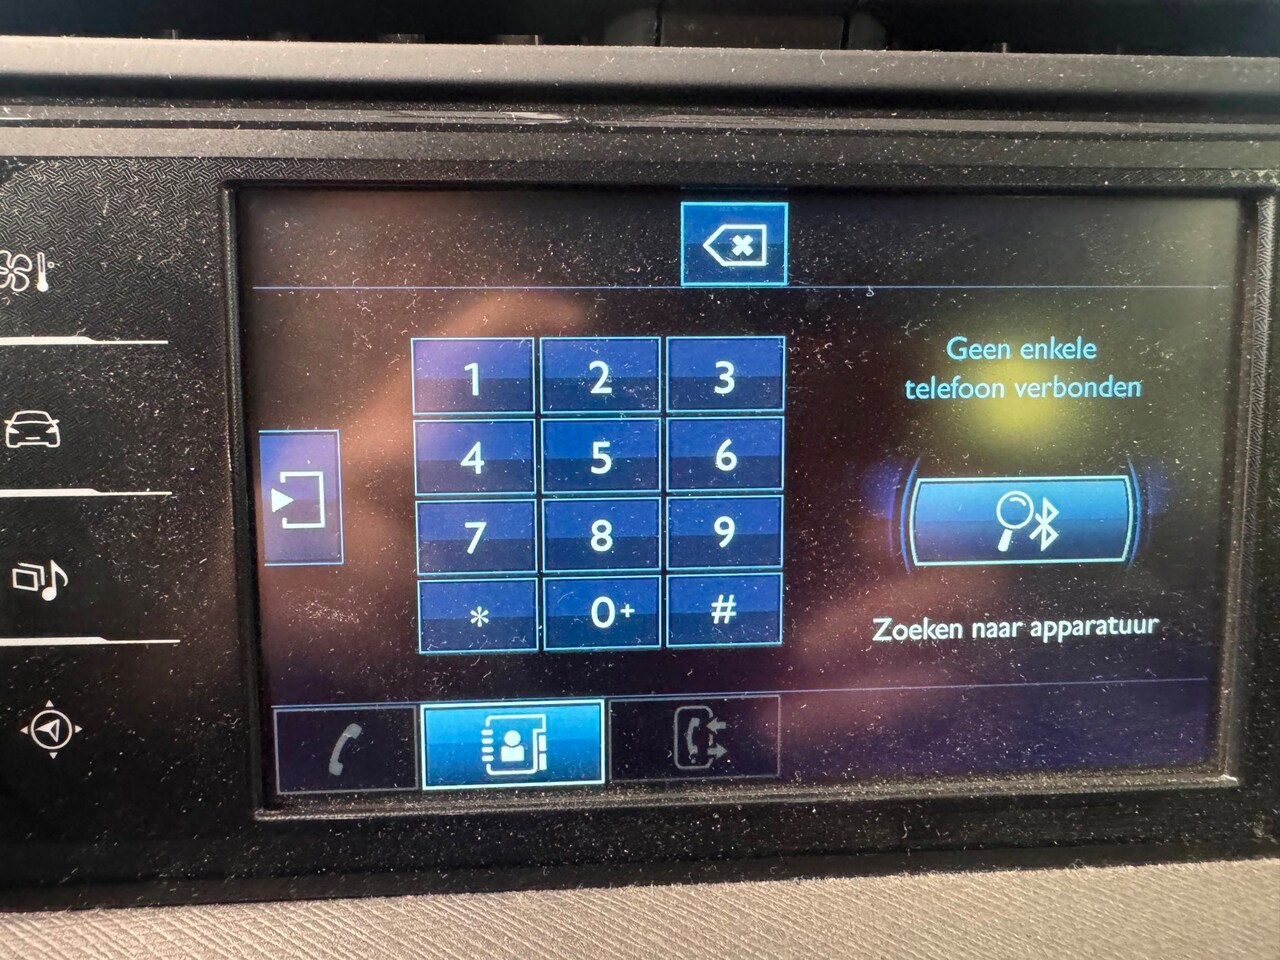 1 2 3
4 5 6
7 8 9
* 0+ #
Geen enkele
telefoon verbonden
Zoeken naar apparatuur